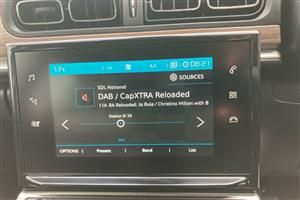 17°c A/C 08:21
SOURCES
SDL National
DAB / CapXTRA Reloaded
11A RA Reloaded: Ja Rule / Christina Milian with B
Station 9/ 28
OPTIONS Presets Band List